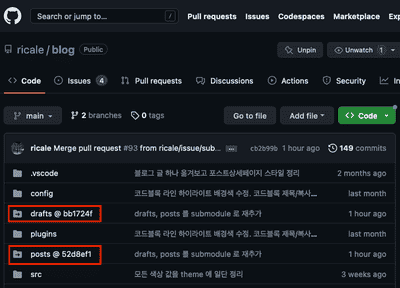 Search or jump to... / Pull requests Issues Codespaces Marketplace Exp
ricale / blog Public Unpin Unwatch 1
Code Issues 4 Pull requests Discussions Actions Security In
main 2 branches 0 tags Go to file Add file Code
ricale Merge pull request #93 from ricale/issue/sub... ... cb2b99b 1 hour ago 149 commits
.vscode 블로그 글 하나 옮겨보고 포스트상세페이지 스타일 정리 2 months ago
config 코드블록 라인 하이라이트 배경색 수정. 코드블록 제목/복사... last month
drafts @ bb1724f drafts, posts 를 submodule 로 재추가 1 hour ago
plugins 코드블록 라인 하이라이트 배경색 수정. 코드블록 제목/복사... last month
posts @ 52d8ef1 drafts, posts 를 submodule 로 재추가 1 hour ago
src 모든 색상 값을 theme 에 일단 정리 3 weeks ago